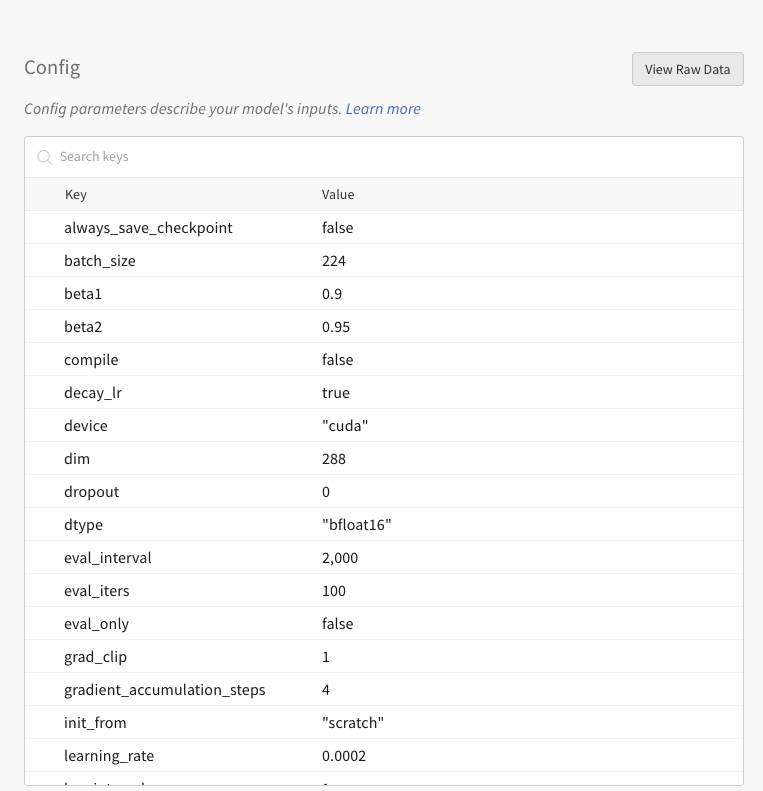 Config
View Raw Data
Config parameters describe your model's inputs. Learn more
Search keys
Key Value
always_save_checkpoint false
batch_size 224
beta1 0.9
beta2 0.95
compile false
decay_lr true
device "cuda"
dim 288
dropout 0
dtype "bfloat16"
eval_interval 2,000
eval_iters 100
eval_only false
grad_clip 1
gradient_accumulation_steps 4
init_from "scratch"
learning_rate 0.0002